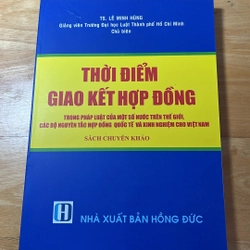 TS. LÊ MINH HÙNG
Giảng viên Trường Đại học Luật Thành phố Hồ Chí Minh
Chủ biên
THỜI ĐIỂM
GIAO KẾT HỢP ĐỒNG
TRONG PHÁP LUẬT CỦA MỘT SỐ NƯỚC TRÊN THẾ GIỚI,
CÁC BỘ NGUYÊN TẮC HỢP ĐỒNG QUỐC TẾ VÀ KINH NGHIỆM CHO VIỆT NAM
SÁCH CHUYÊN KHẢO
NHÀ XUẤT BẢN HỒNG ĐỨC